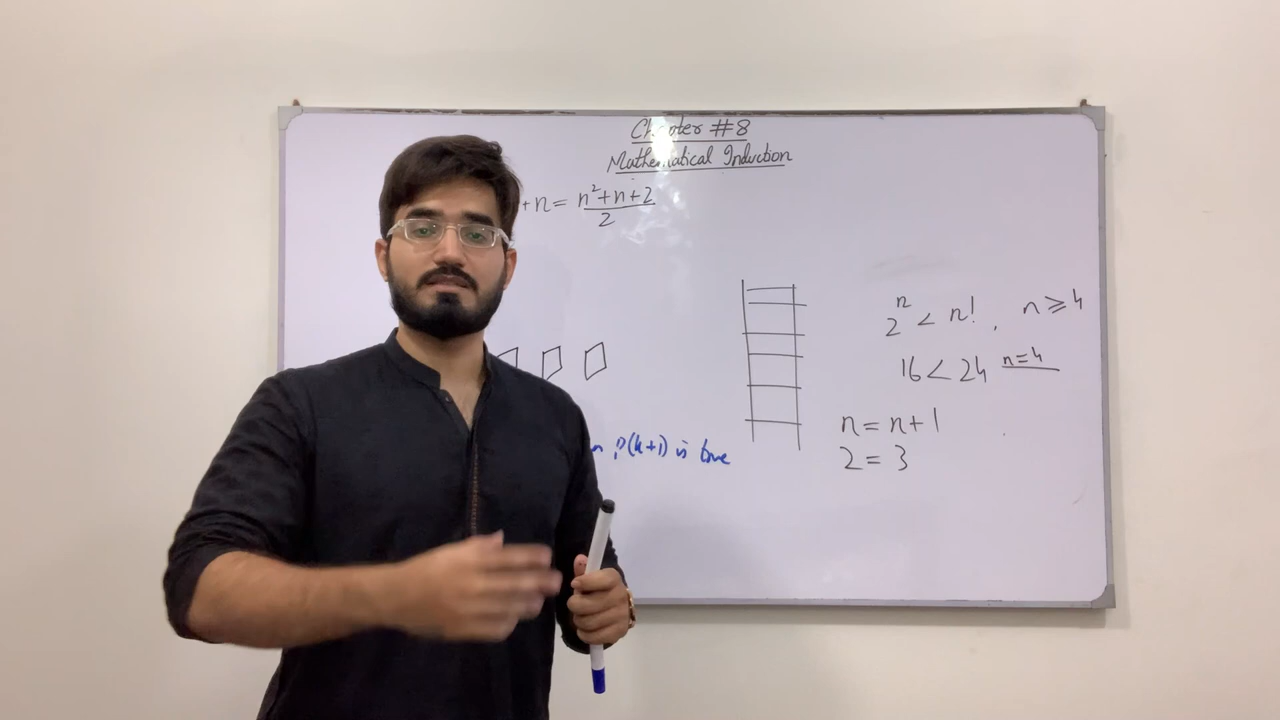 Chapter #8
Mathematical Induction
+n = n²+n+2 / 2
2ⁿ < n! , n ≥ 4
16 < 24 n=4
n = n+1
2 = 3
P(k+1) is true